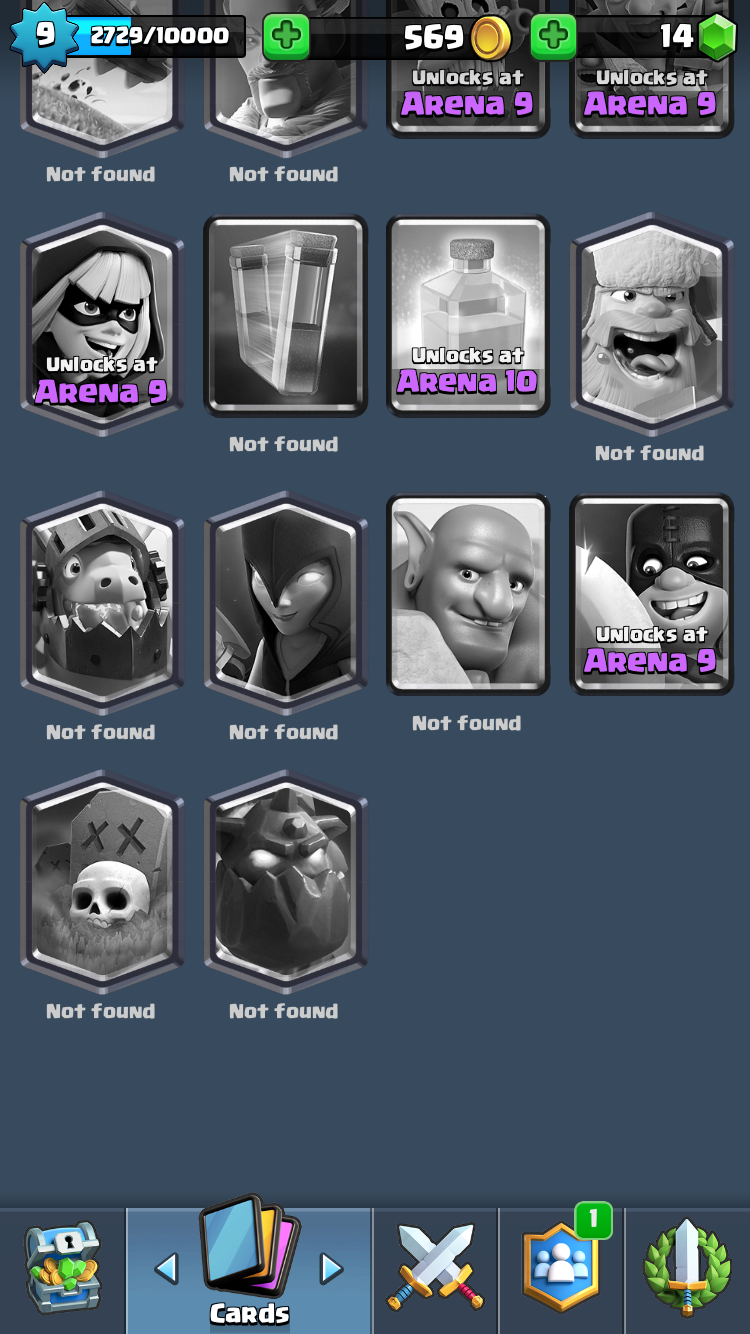 9 2729/10000 569 14
Unlocks at Unlocks at
Arena 9 Arena 9
Not found Not found
Unlocks at
Arena 9
Unlocks at
Arena 10
Not found
Not found
Unlocks at
Arena 9
Not found Not found
Not found
XX
Not found Not found
1
Cards